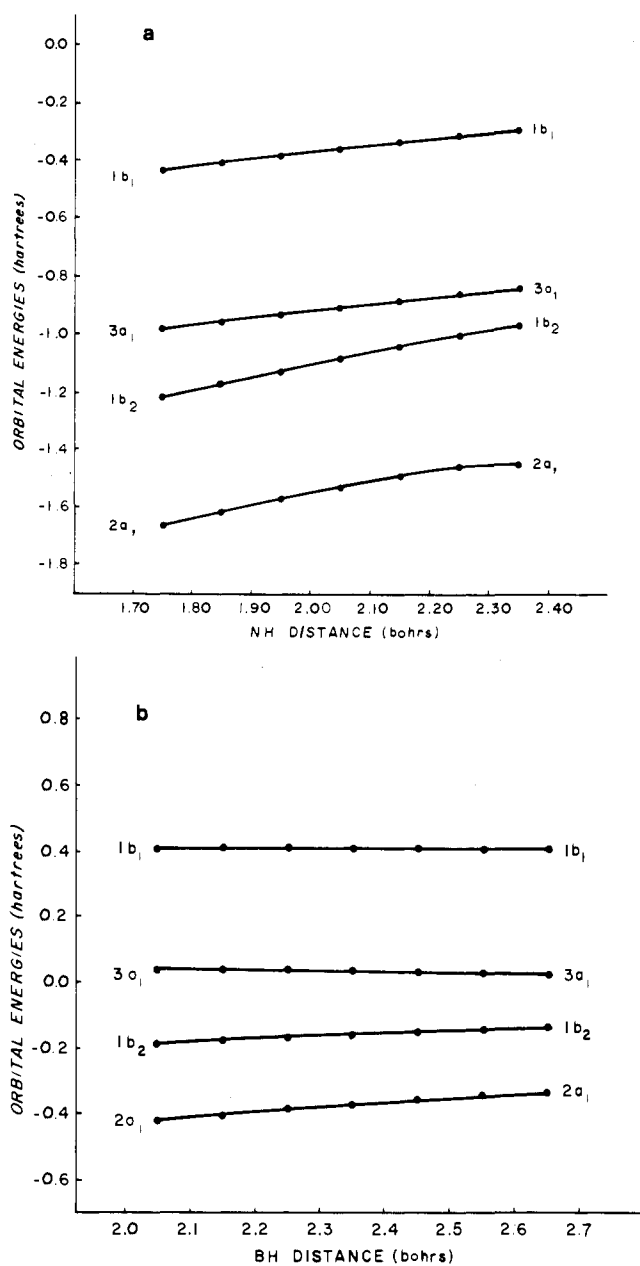 a
ORBITAL ENERGIES (hartrees)
0.0
-0.2
-0.4
-0.6
-0.8
-1.0
-1.2
-1.4
-1.6
-1.8
1b₁
1b₁
3a₁
3a₁
1b₂
1b₂
2a₁
2a₁
1.70 1.80 1.90 2.00 2.10 2.20 2.30 2.40
NH DISTANCE (bohrs)
b
ORBITAL ENERGIES (hartrees)
0.8
0.6
0.4
0.2
0.0
-0.2
-0.4
-0.6
1b₁
1b₁
3a₁
3a₁
1b₂
1b₂
2a₁
2a₁
2.0 2.1 2.2 2.3 2.4 2.5 2.6 2.7
BH DISTANCE (bohrs)